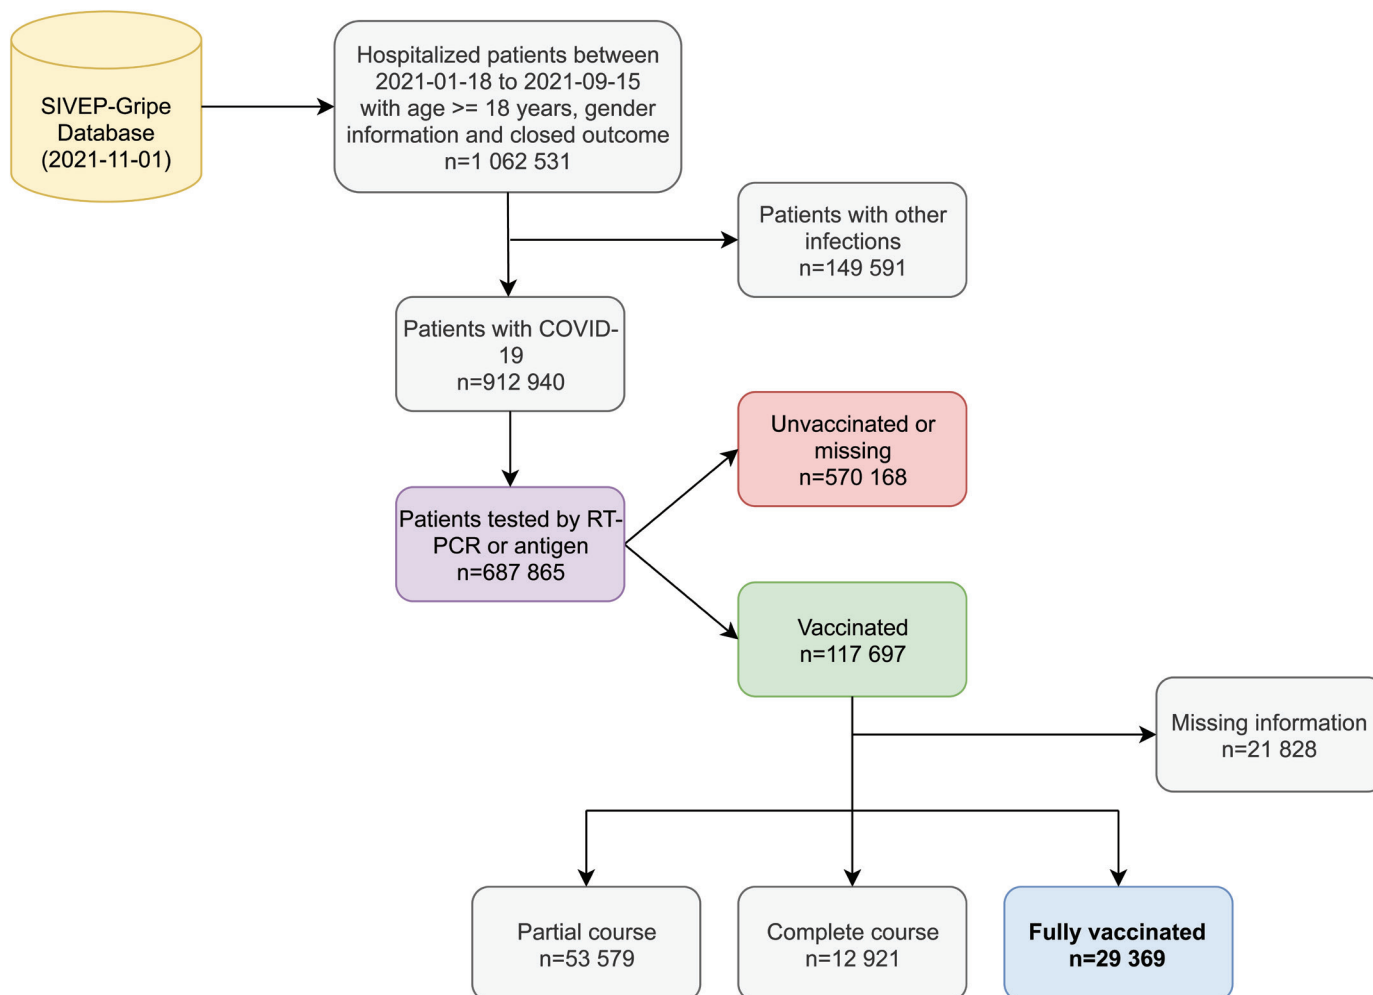 SIVEP-Gripe
Database
(2021-11-01)
Hospitalized patients between
2021-01-18 to 2021-09-15
with age >= 18 years, gender
information and closed outcome
n=1 062 531
Patients with other
infections
n=149 591
Patients with COVID-
19
n=912 940
Unvaccinated or
missing
n=570 168
Patients tested by RT-
PCR or antigen
n=687 865
Vaccinated
n=117 697
Missing information
n=21 828
Partial course
n=53 579
Complete course
n=12 921
Fully vaccinated
n=29 369